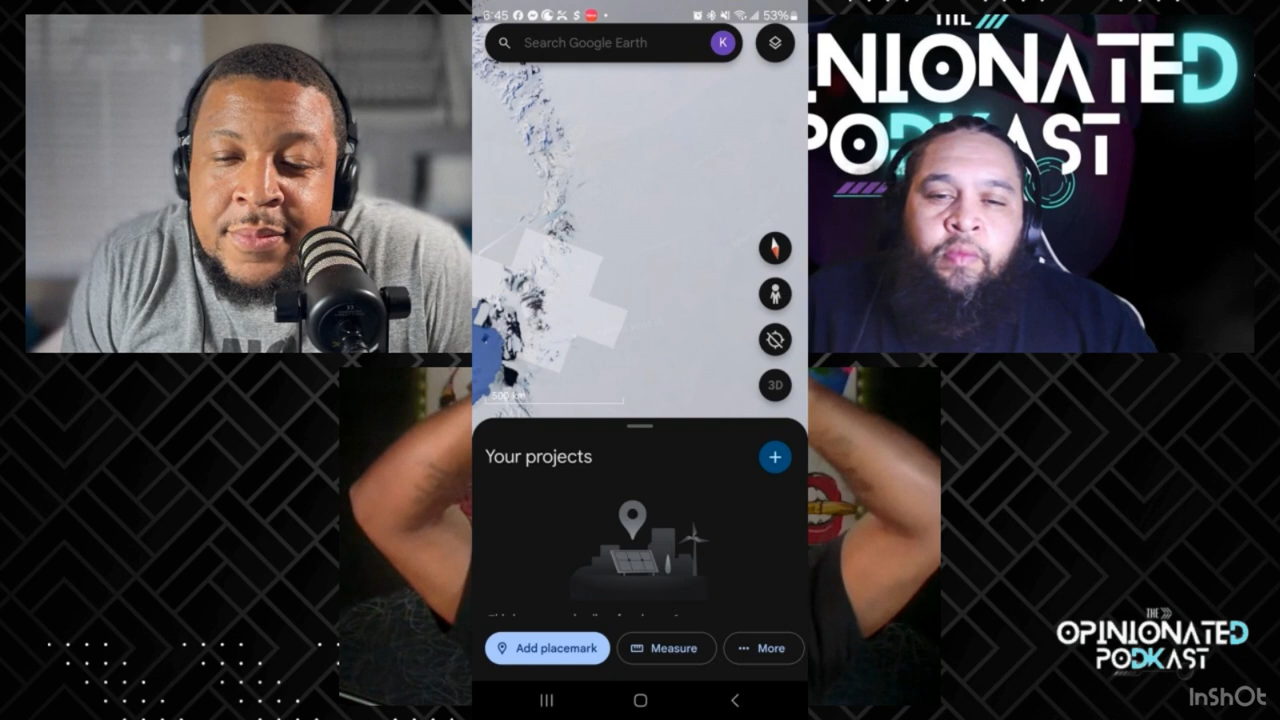 6:45
53%
Search Google Earth
K
3D
500 km
Your projects
Add placemark
Measure
More
THE
OPINIONATED
PODKAST
THE
OPINIONATED
PODKAST
InShOt